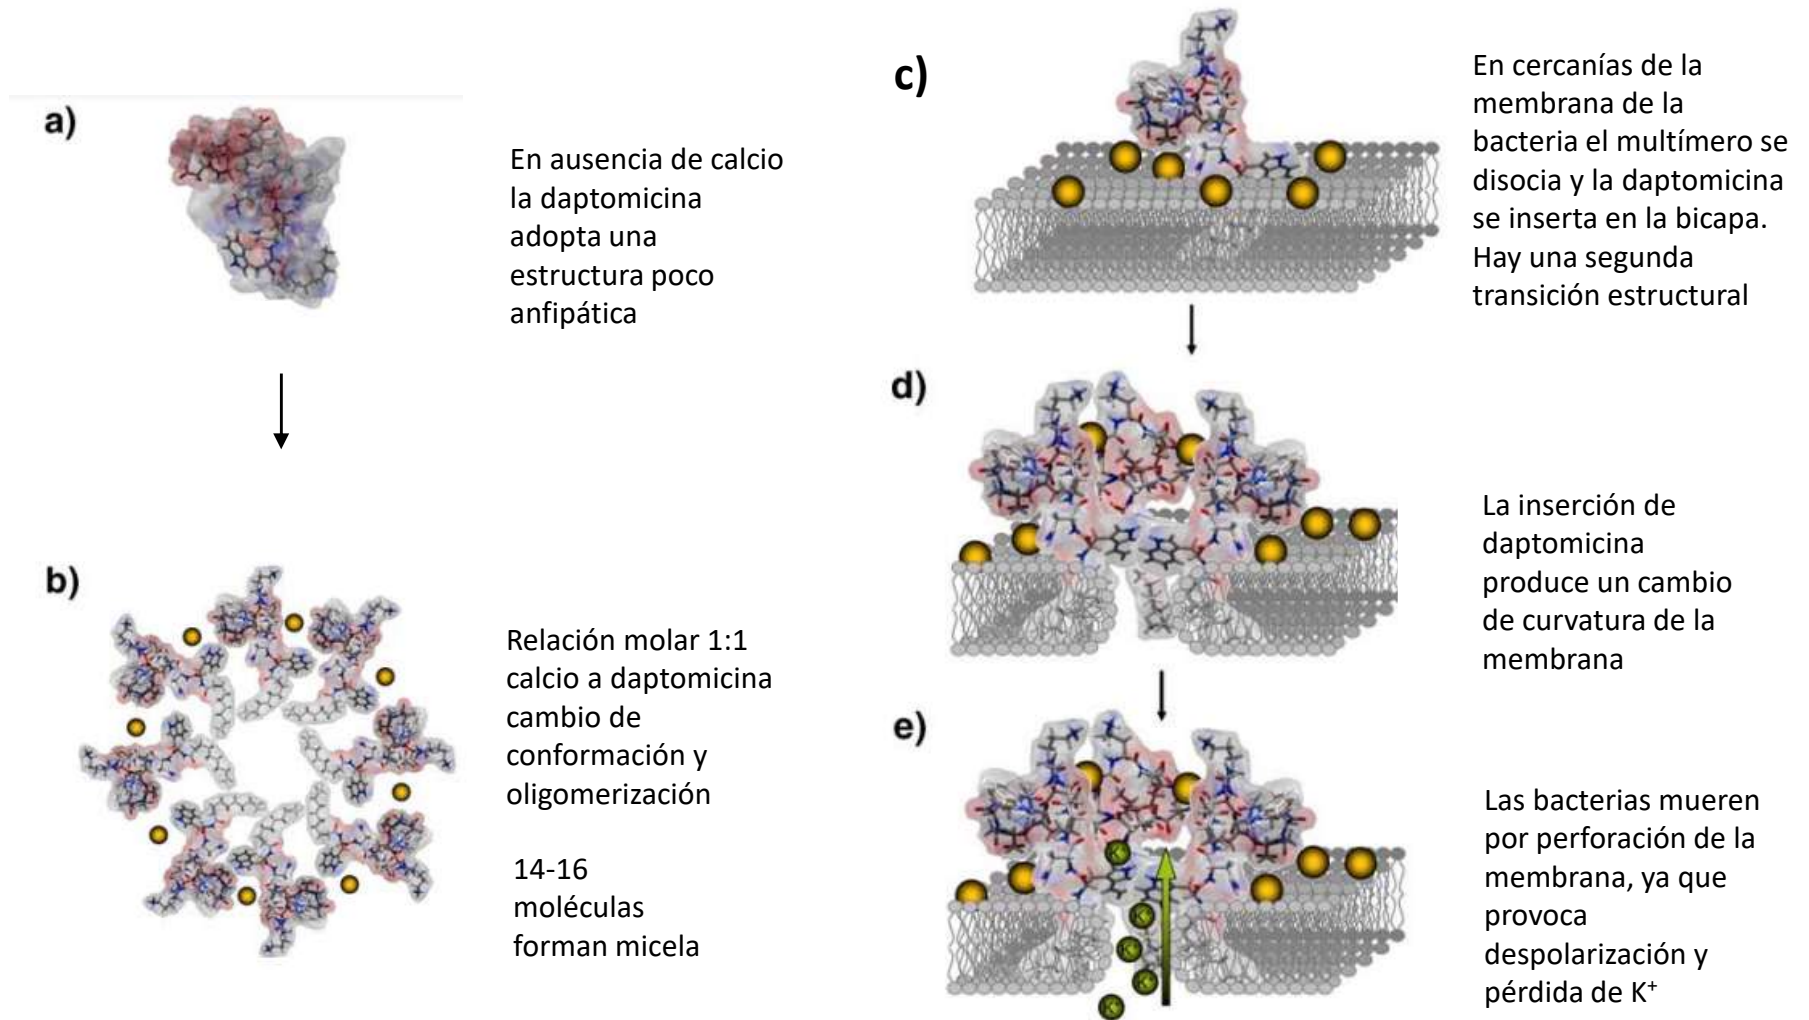 a)
En ausencia de calcio
la daptomicina
adopta una
estructura poco
anfipática
b)
Relación molar 1:1
calcio a daptomicina
cambio de
conformación y
oligomerización
14-16
moléculas
forman micela
c)
En cercanías de la
membrana de la
bacteria el multímero se
disocia y la daptomicina
se inserta en la bicapa.
Hay una segunda
transición estructural
d)
La inserción de
daptomicina
produce un cambio
de curvatura de la
membrana
e)
K
K
K
K
K
Las bacterias mueren
por perforación de la
membrana, ya que
provoca
despolarización y
pérdida de K⁺